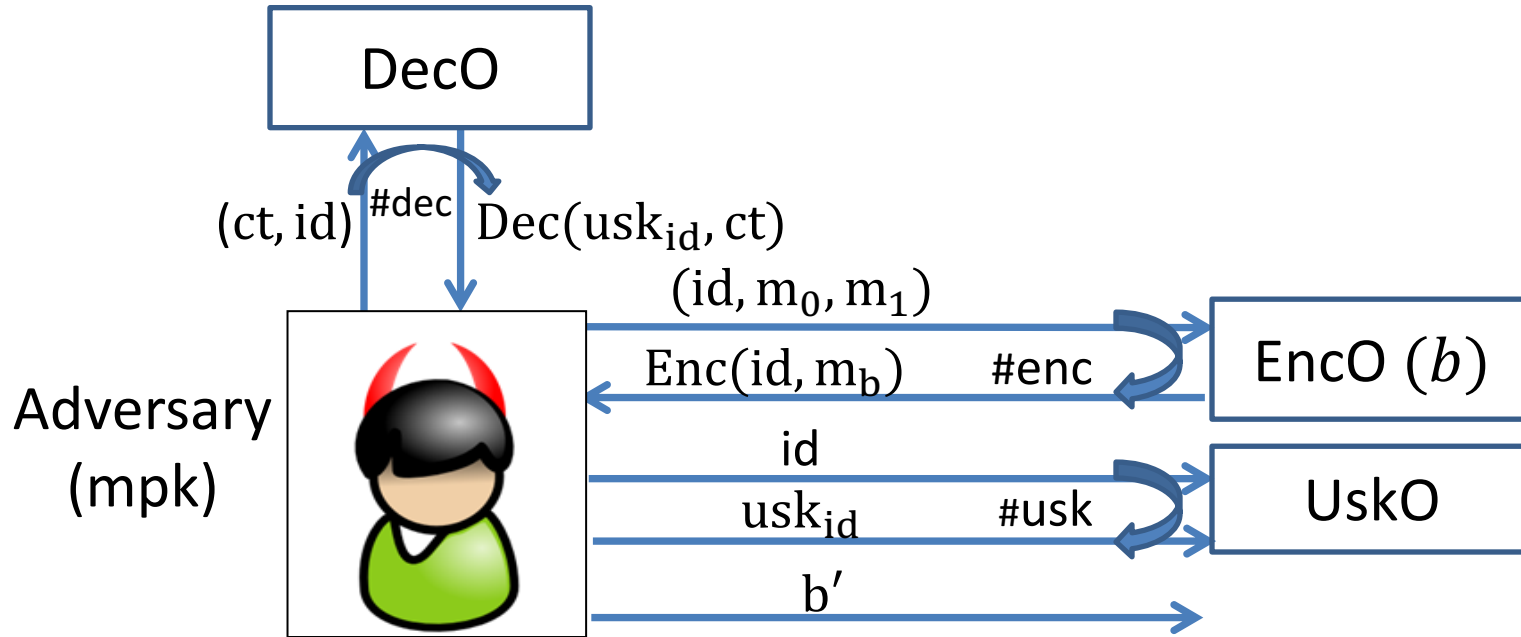 DecO
#dec
(ct, id)
Dec(usk_id, ct)
(id, m_0, m_1)
Enc(id, m_b)
#enc
EncO (b)
Adversary
(mpk)
id
usk_id
#usk
UskO
b′